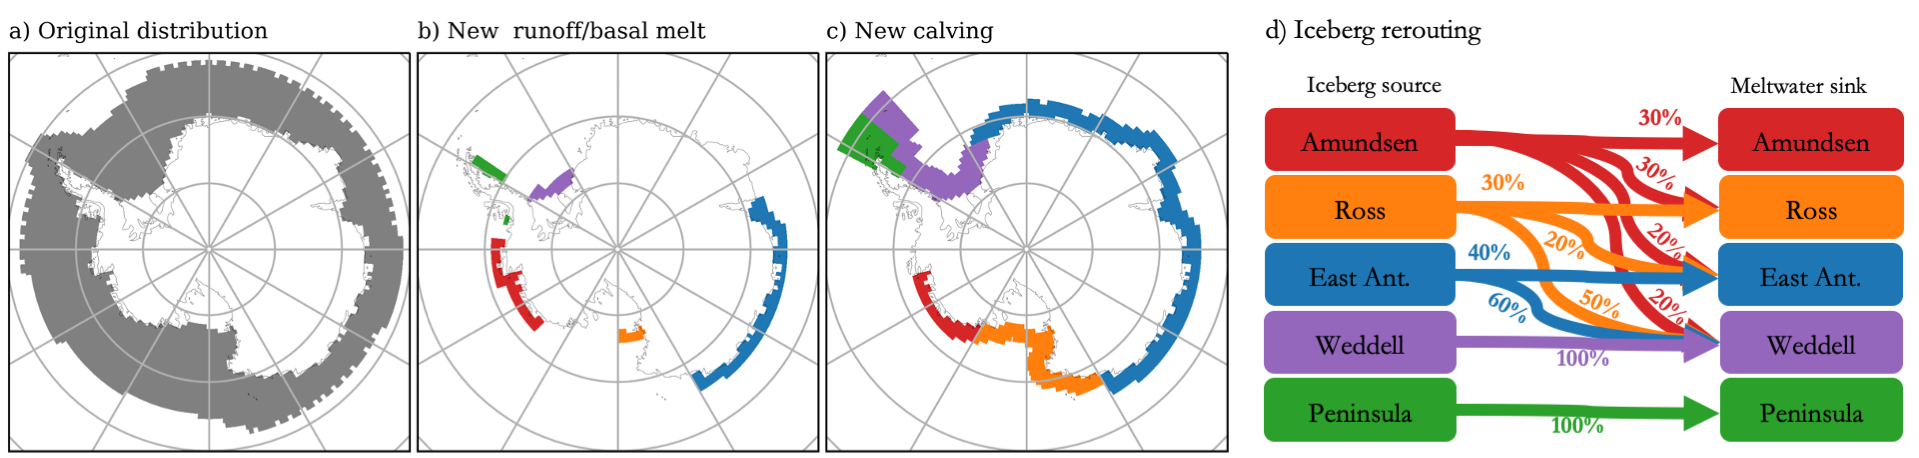 a) Original distribution
b) New runoff/basal melt
c) New calving
d) Iceberg rerouting
Iceberg source
Meltwater sink
Amundsen
30%
Amundsen
30%
Ross
30%
Ross
20%
20%
East Ant.
40%
East Ant.
60%
50%
20%
Weddell
100%
Weddell
Peninsula
100%
Peninsula